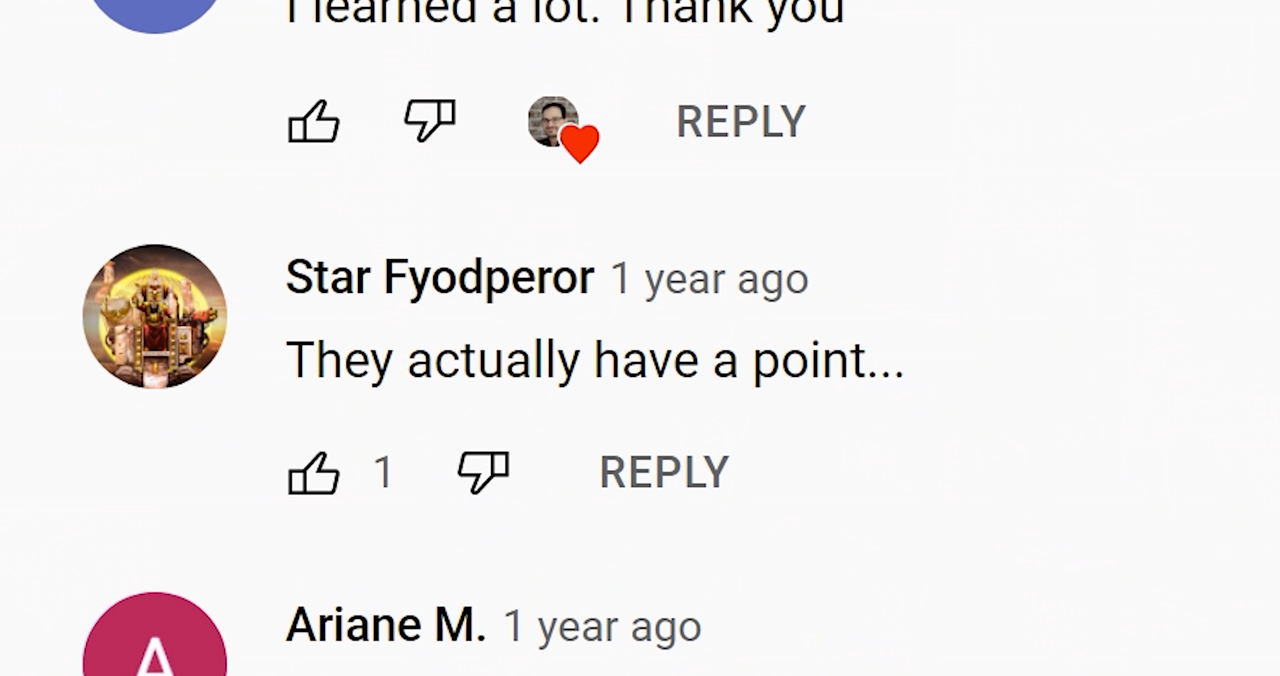 I learned a lot. Thank you
REPLY
Star Fyodperor 1 year ago
They actually have a point...
1 REPLY
Ariane M. 1 year ago
A